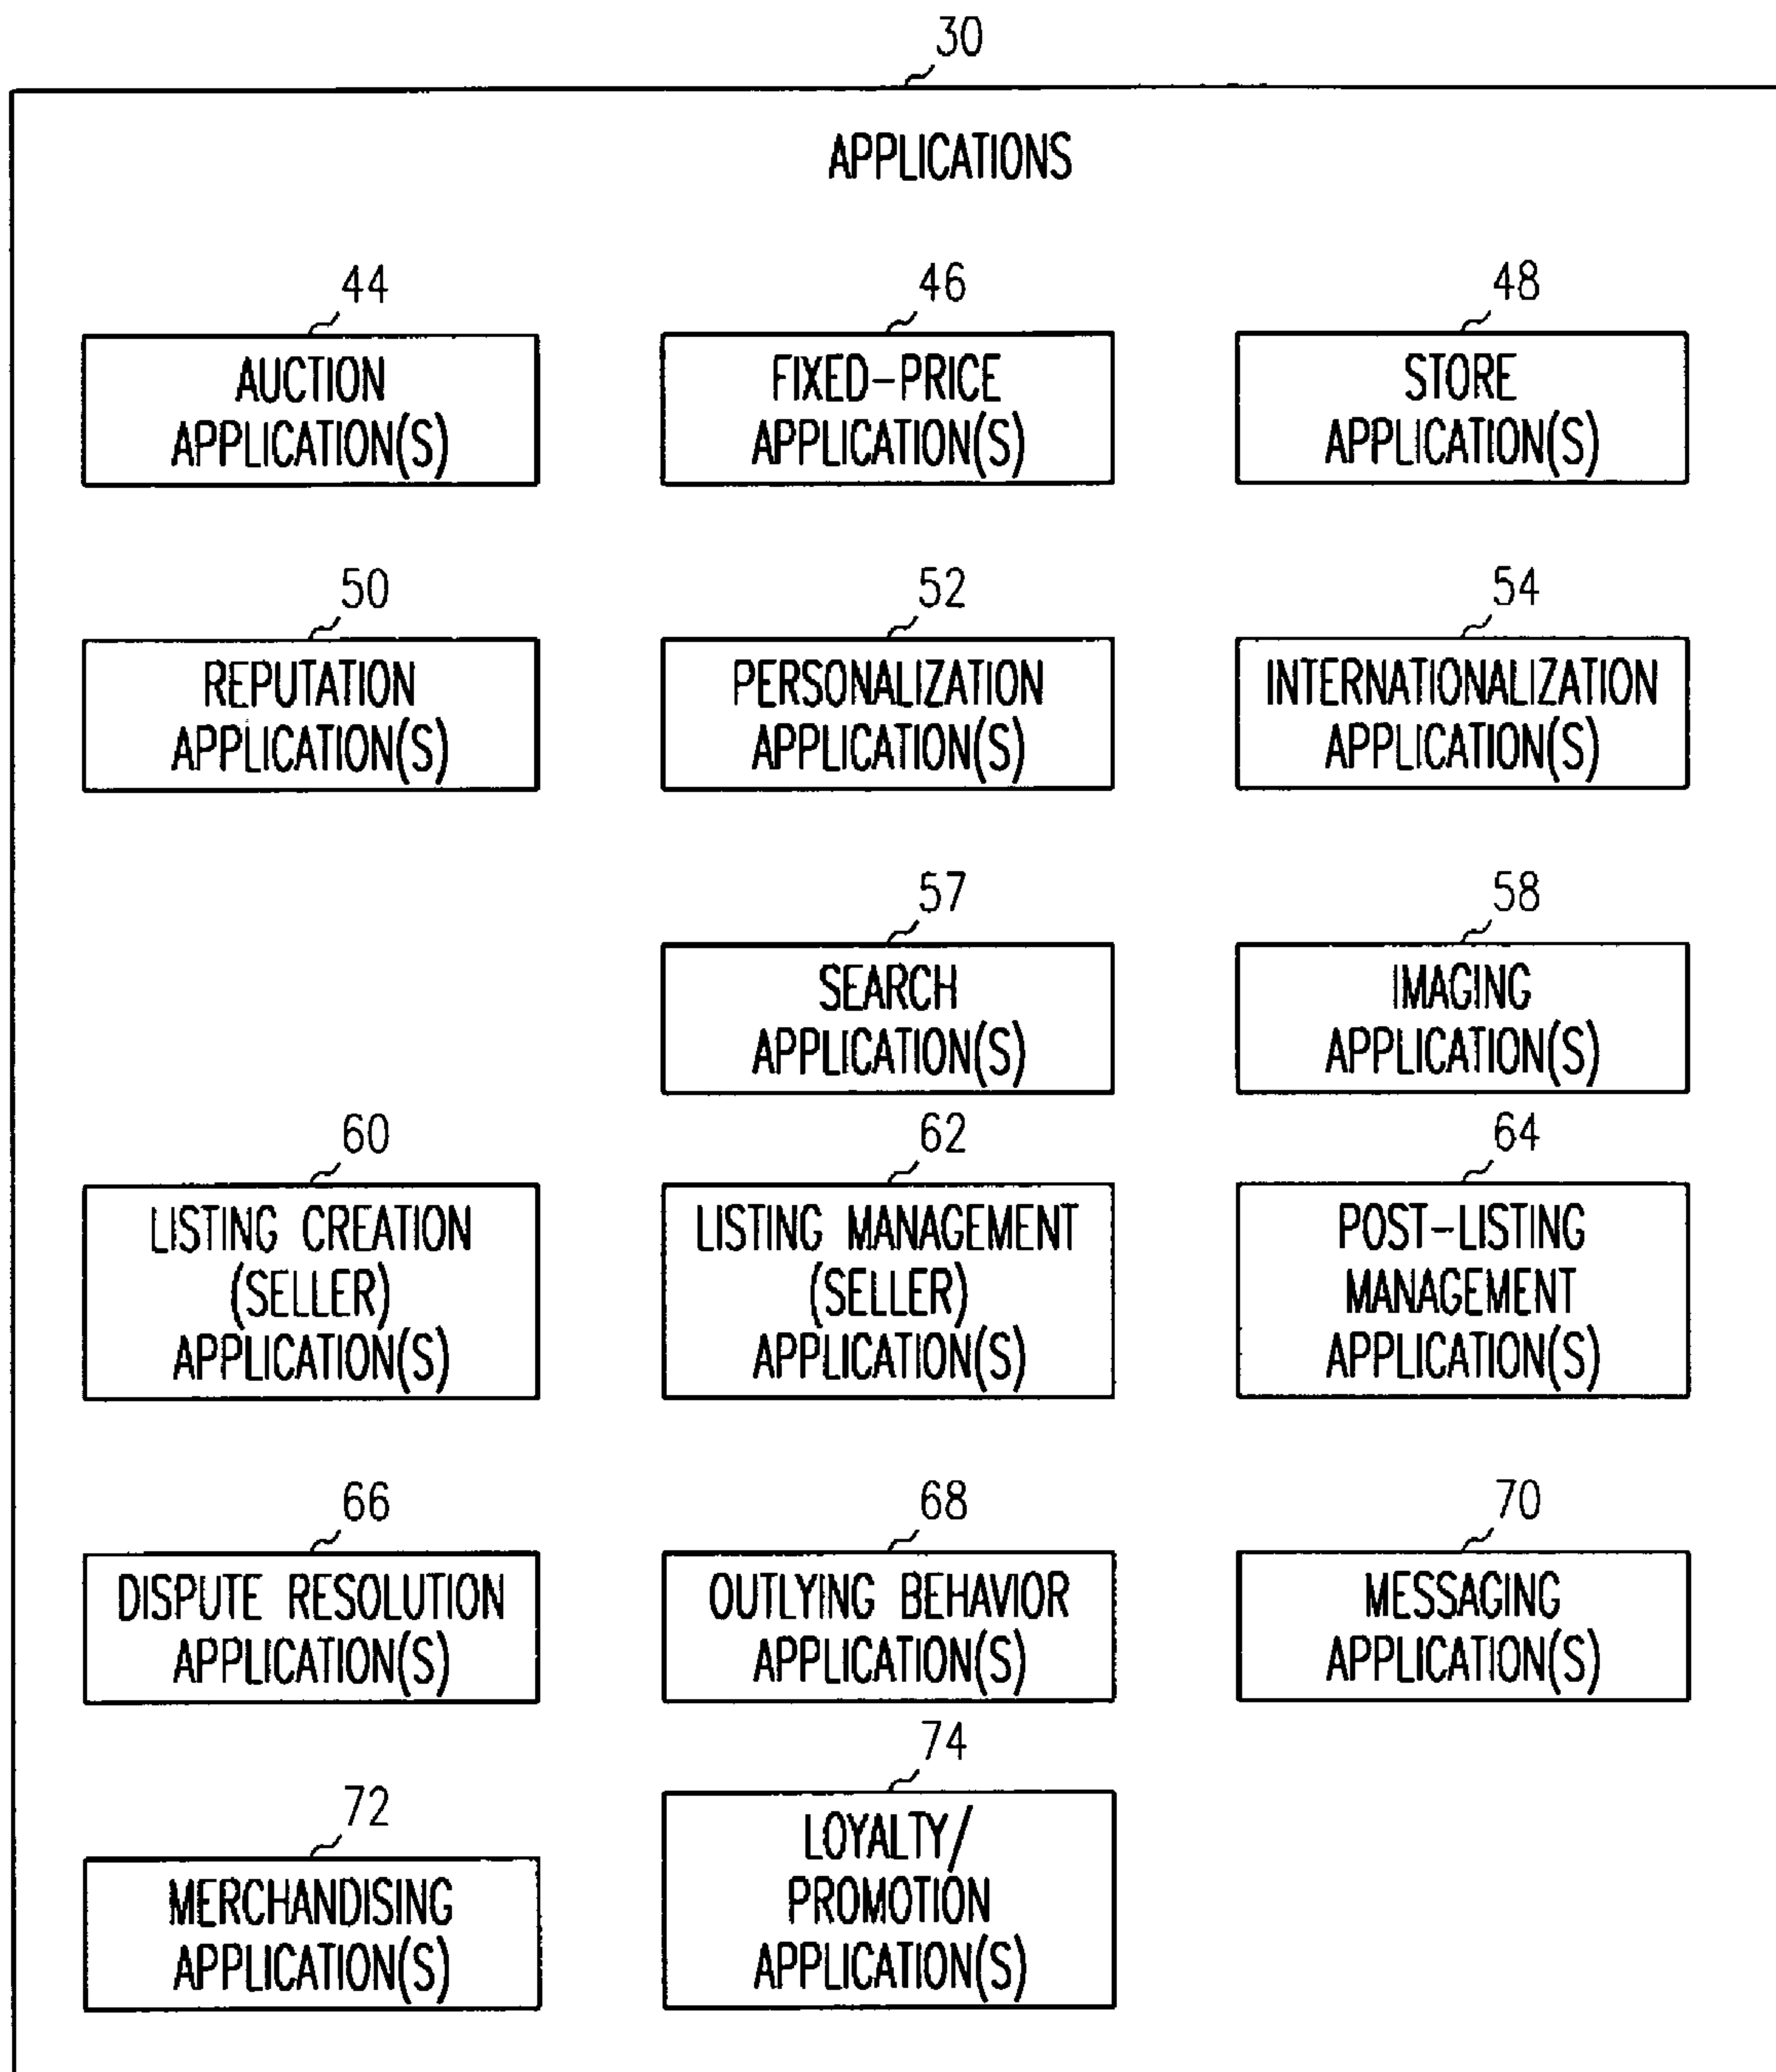 30
APPLICATIONS
44
AUCTION
APPLICATION(S)
46
FIXED-PRICE
APPLICATION(S)
48
STORE
APPLICATION(S)
50
REPUTATION
APPLICATION(S)
52
PERSONALIZATION
APPLICATION(S)
54
INTERNATIONALIZATION
APPLICATION(S)
57
SEARCH
APPLICATION(S)
58
IMAGING
APPLICATION(S)
60
LISTING CREATION
(SELLER)
APPLICATION(S)
62
LISTING MANAGEMENT
(SELLER)
APPLICATION(S)
64
POST-LISTING
MANAGEMENT
APPLICATION(S)
66
DISPUTE RESOLUTION
APPLICATION(S)
68
OUTLYING BEHAVIOR
APPLICATION(S)
70
MESSAGING
APPLICATION(S)
72
MERCHANDISING
APPLICATION(S)
74
LOYALTY/
PROMOTION
APPLICATION(S)